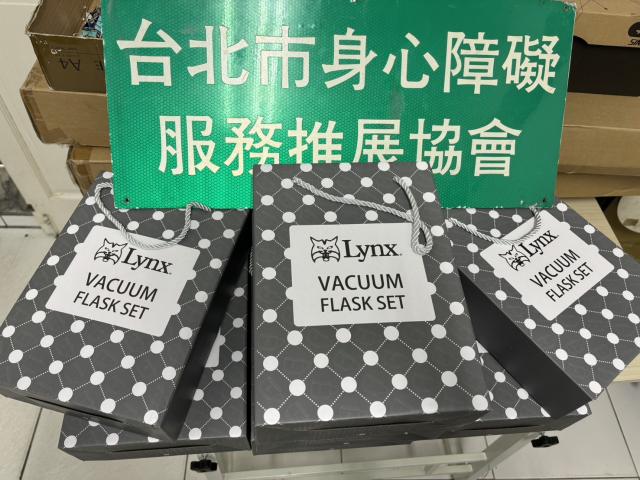 台北市身心障礙
服務推展協會
A4
Lynx
VACUUM
FLASK SET
Lynx
VACUUM
FLASK SET
Lynx
VACUUM
FLASK SET